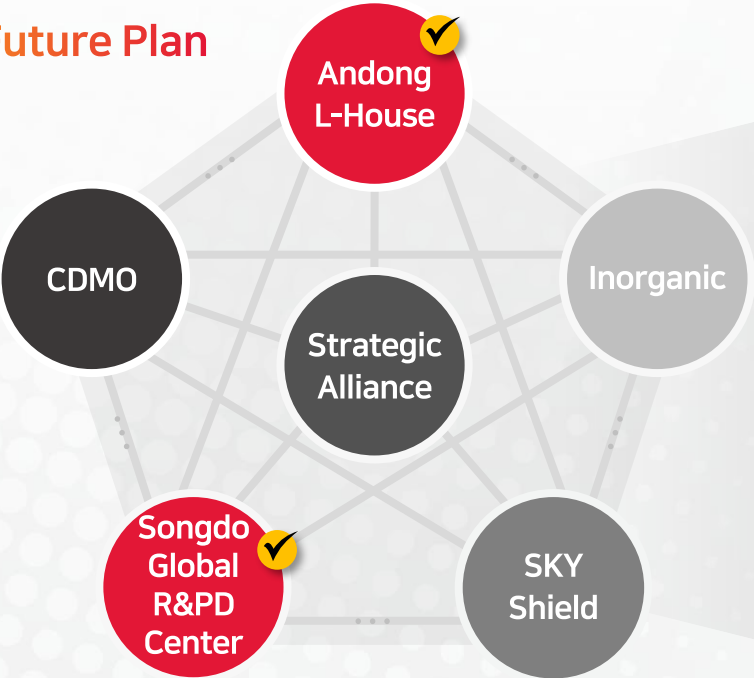 Future Plan
Andong
L-House
CDMO
Inorganic
Strategic
Alliance
Songdo
Global
R&PD
Center
SKY
Shield